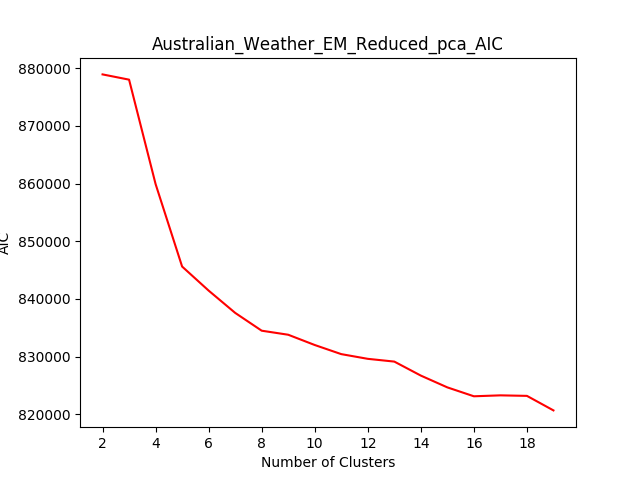 Australian_Weather_EM_Reduced_pca_AIC
880000
870000
860000
850000
840000
830000
820000
AIC
2 4 6 8 10 12 14 16 18
Number of Clusters